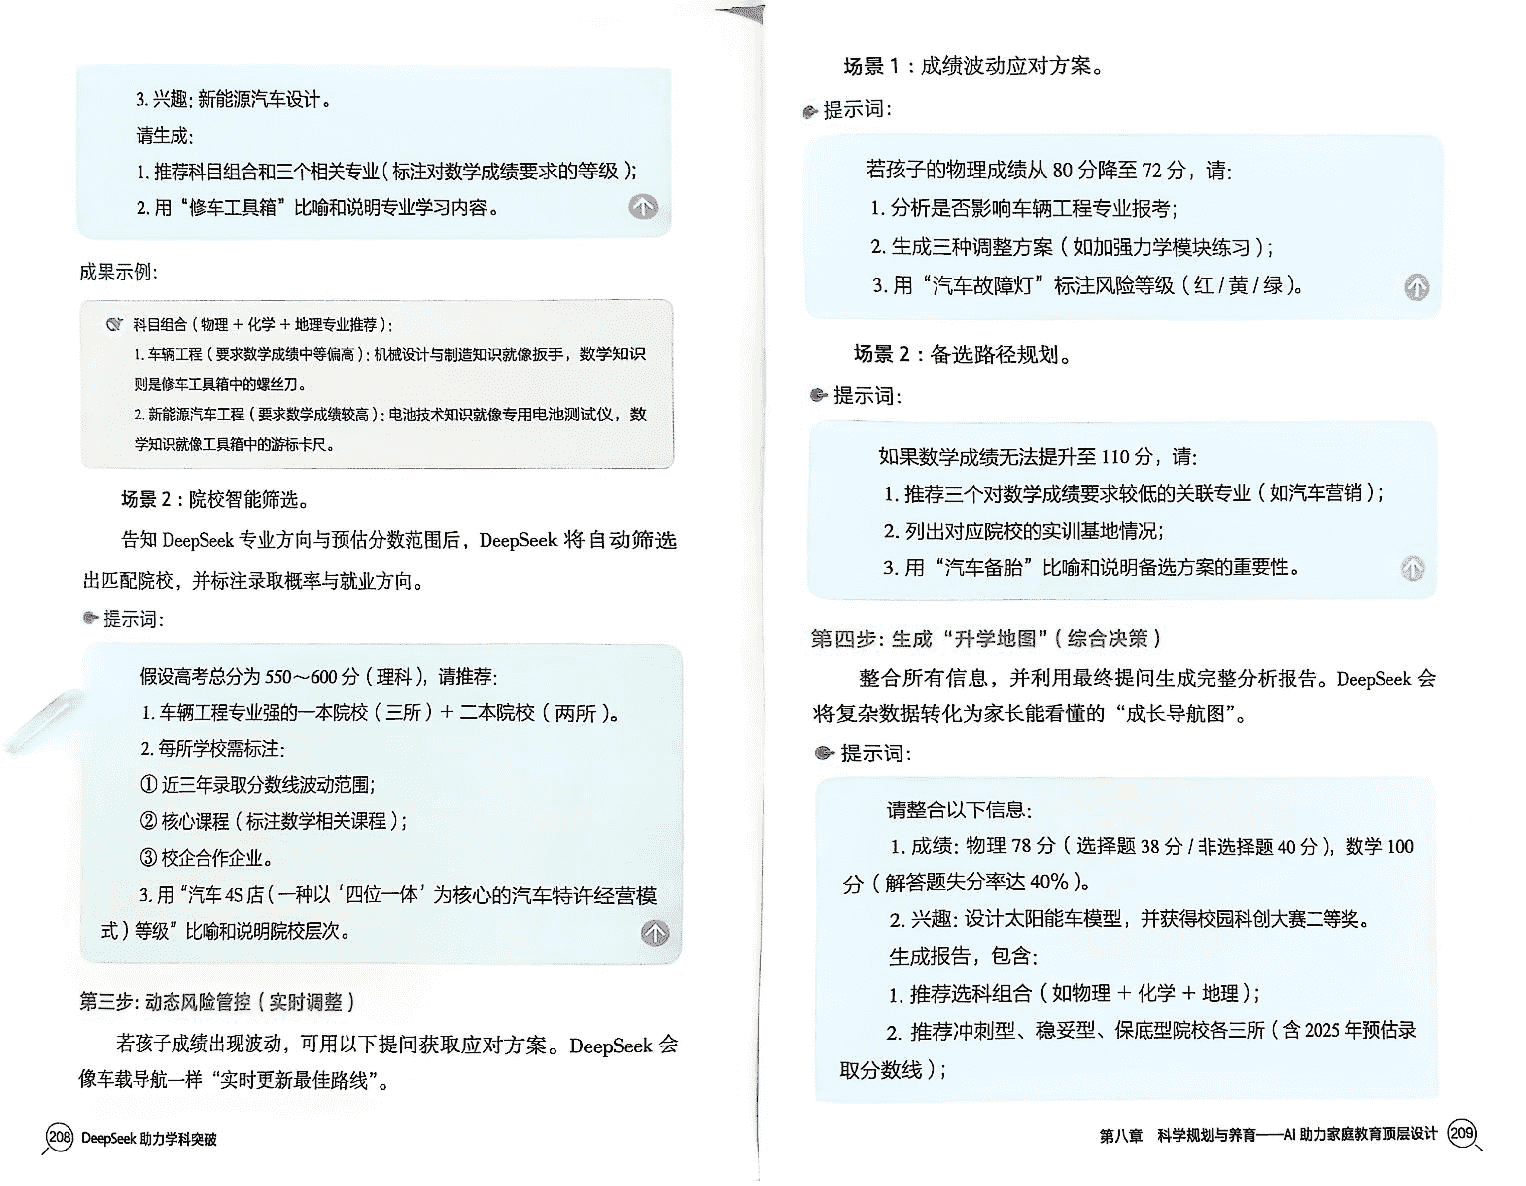 3. 兴趣：新能源汽车设计。
请生成：
1. 推荐科目组合和三个相关专业（标注对数学成绩要求的等级）；
2. 用“修车工具箱”比喻和说明专业学习内容。
成果示例：
科目组合（物理 + 化学 + 地理专业推荐）：
1. 车辆工程（要求数学成绩中等偏高）：机械设计与制造知识就像扳手，数学知识
则是修车工具箱中的螺丝刀。
2. 新能源汽车工程（要求数学成绩较高）：电池技术知识就像专用电池测试仪，数
学知识就像工具箱中的游标卡尺。
场景 2：院校智能筛选。
告知 DeepSeek 专业方向与预估分数范围后，DeepSeek 将自动筛选
出匹配院校，并标注录取概率与就业方向。
提示词：
假设高考总分为 550～600 分（理科），请推荐：
1. 车辆工程专业强的一本院校（三所）+ 二本院校（两所）。
2. 每所学校需标注：
① 近三年录取分数线波动范围；
② 核心课程（标注数学相关课程）；
③ 校企合作企业。
3. 用“汽车 4S 店（一种以‘四位一体’为核心的汽车特许经营模
式）等级”比喻和说明院校层次。
第三步：动态风险管控（实时调整）
若孩子成绩出现波动，可用以下提问获取应对方案。DeepSeek 会
像车载导航一样“实时更新最佳路线”。
208 DeepSeek 助力学科突破
场景 1：成绩波动应对方案。
提示词：
若孩子的物理成绩从 80 分降至 72 分，请：
1. 分析是否影响车辆工程专业报考；
2. 生成三种调整方案（如加强力学模块练习）；
3. 用“汽车故障灯”标注风险等级（红 / 黄 / 绿）。
场景 2：备选路径规划。
提示词：
如果数学成绩无法提升至 110 分，请：
1. 推荐三个对数学成绩要求较低的关联专业（如汽车营销）；
2. 列出对应院校的实训基地情况；
3. 用“汽车备胎”比喻和说明备选方案的重要性。
第四步：生成“升学地图”（综合决策）
整合所有信息，并利用最终提问生成完整分析报告。DeepSeek 会
将复杂数据转化为家长能看懂的“成长导航图”。
提示词：
请整合以下信息：
1. 成绩：物理 78 分（选择题 38 分 / 非选择题 40 分），数学 100
分（解答题失分率达 40%）。
2. 兴趣：设计太阳能车模型，并获得校园科创大赛二等奖。
生成报告，包含：
1. 推荐选科组合（如物理 + 化学 + 地理）；
2. 推荐冲刺型、稳妥型、保底型院校各三所（含 2025 年预估录
取分数线）；
第八章 科学规划与养育——AI 助力家庭教育顶层设计 209